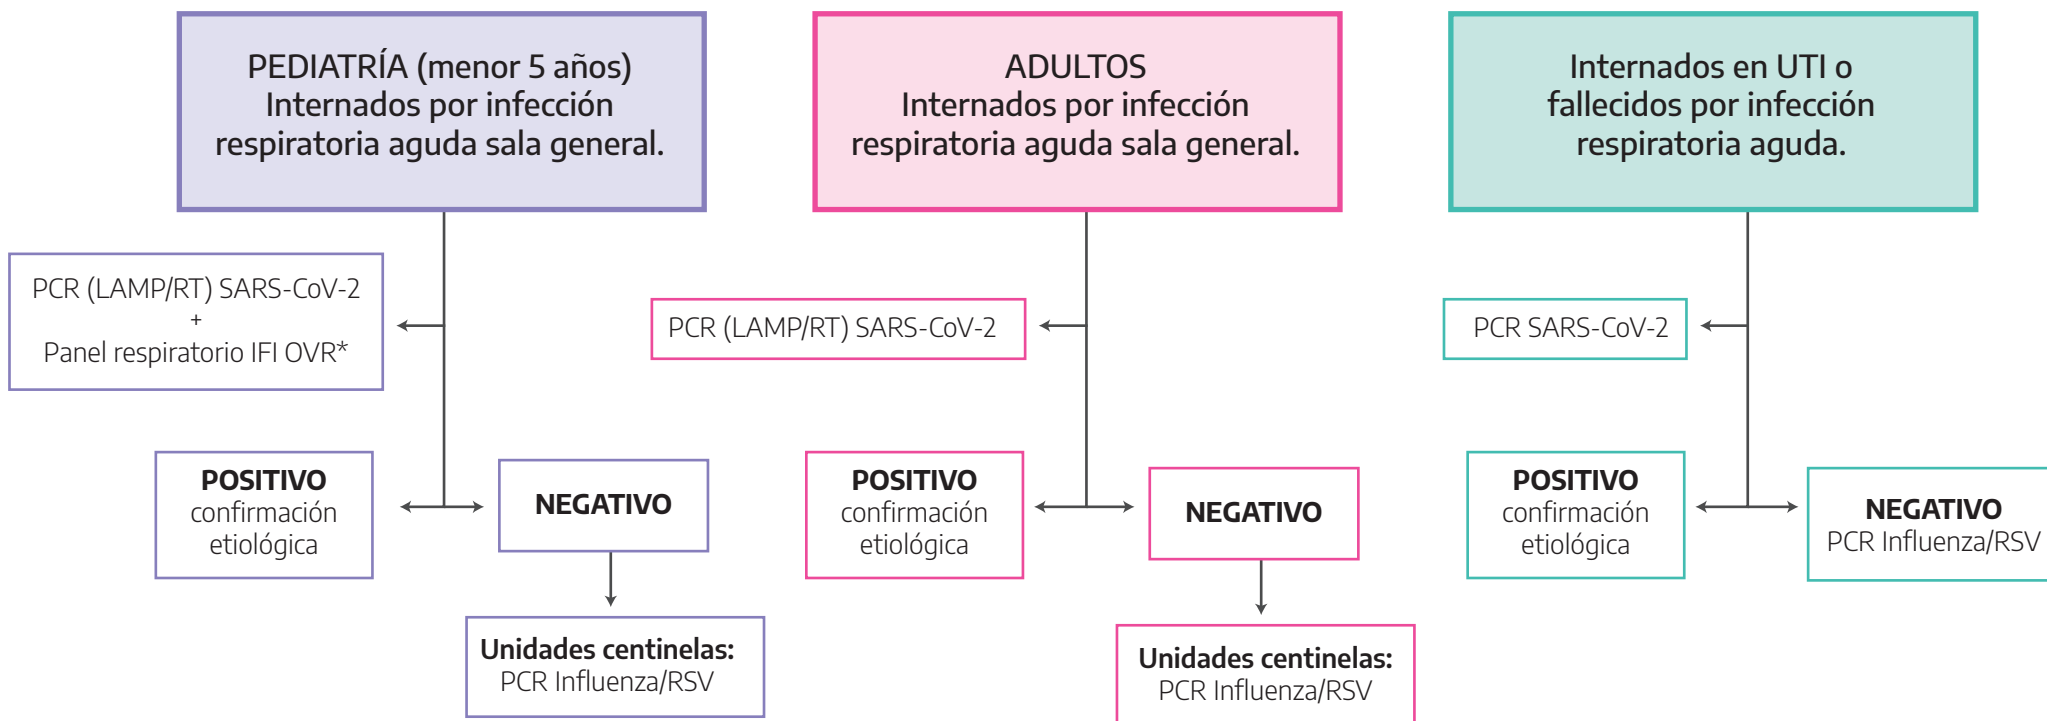 PEDIATRÍA (menor 5 años)
Internados por infección
respiratoria aguda sala general.
PCR (LAMP/RT) SARS-CoV-2
+
Panel respiratorio IFI OVR*
POSITIVO
confirmación
etiológica
NEGATIVO
Unidades centinelas:
PCR Influenza/RSV
ADULTOS
Internados por infección
respiratoria aguda sala general.
PCR (LAMP/RT) SARS-CoV-2
POSITIVO
confirmación
etiológica
NEGATIVO
Unidades centinelas:
PCR Influenza/RSV
Internados en UTI o
fallecidos por infección
respiratoria aguda.
PCR SARS-CoV-2
POSITIVO
confirmación
etiológica
NEGATIVO
PCR Influenza/RSV